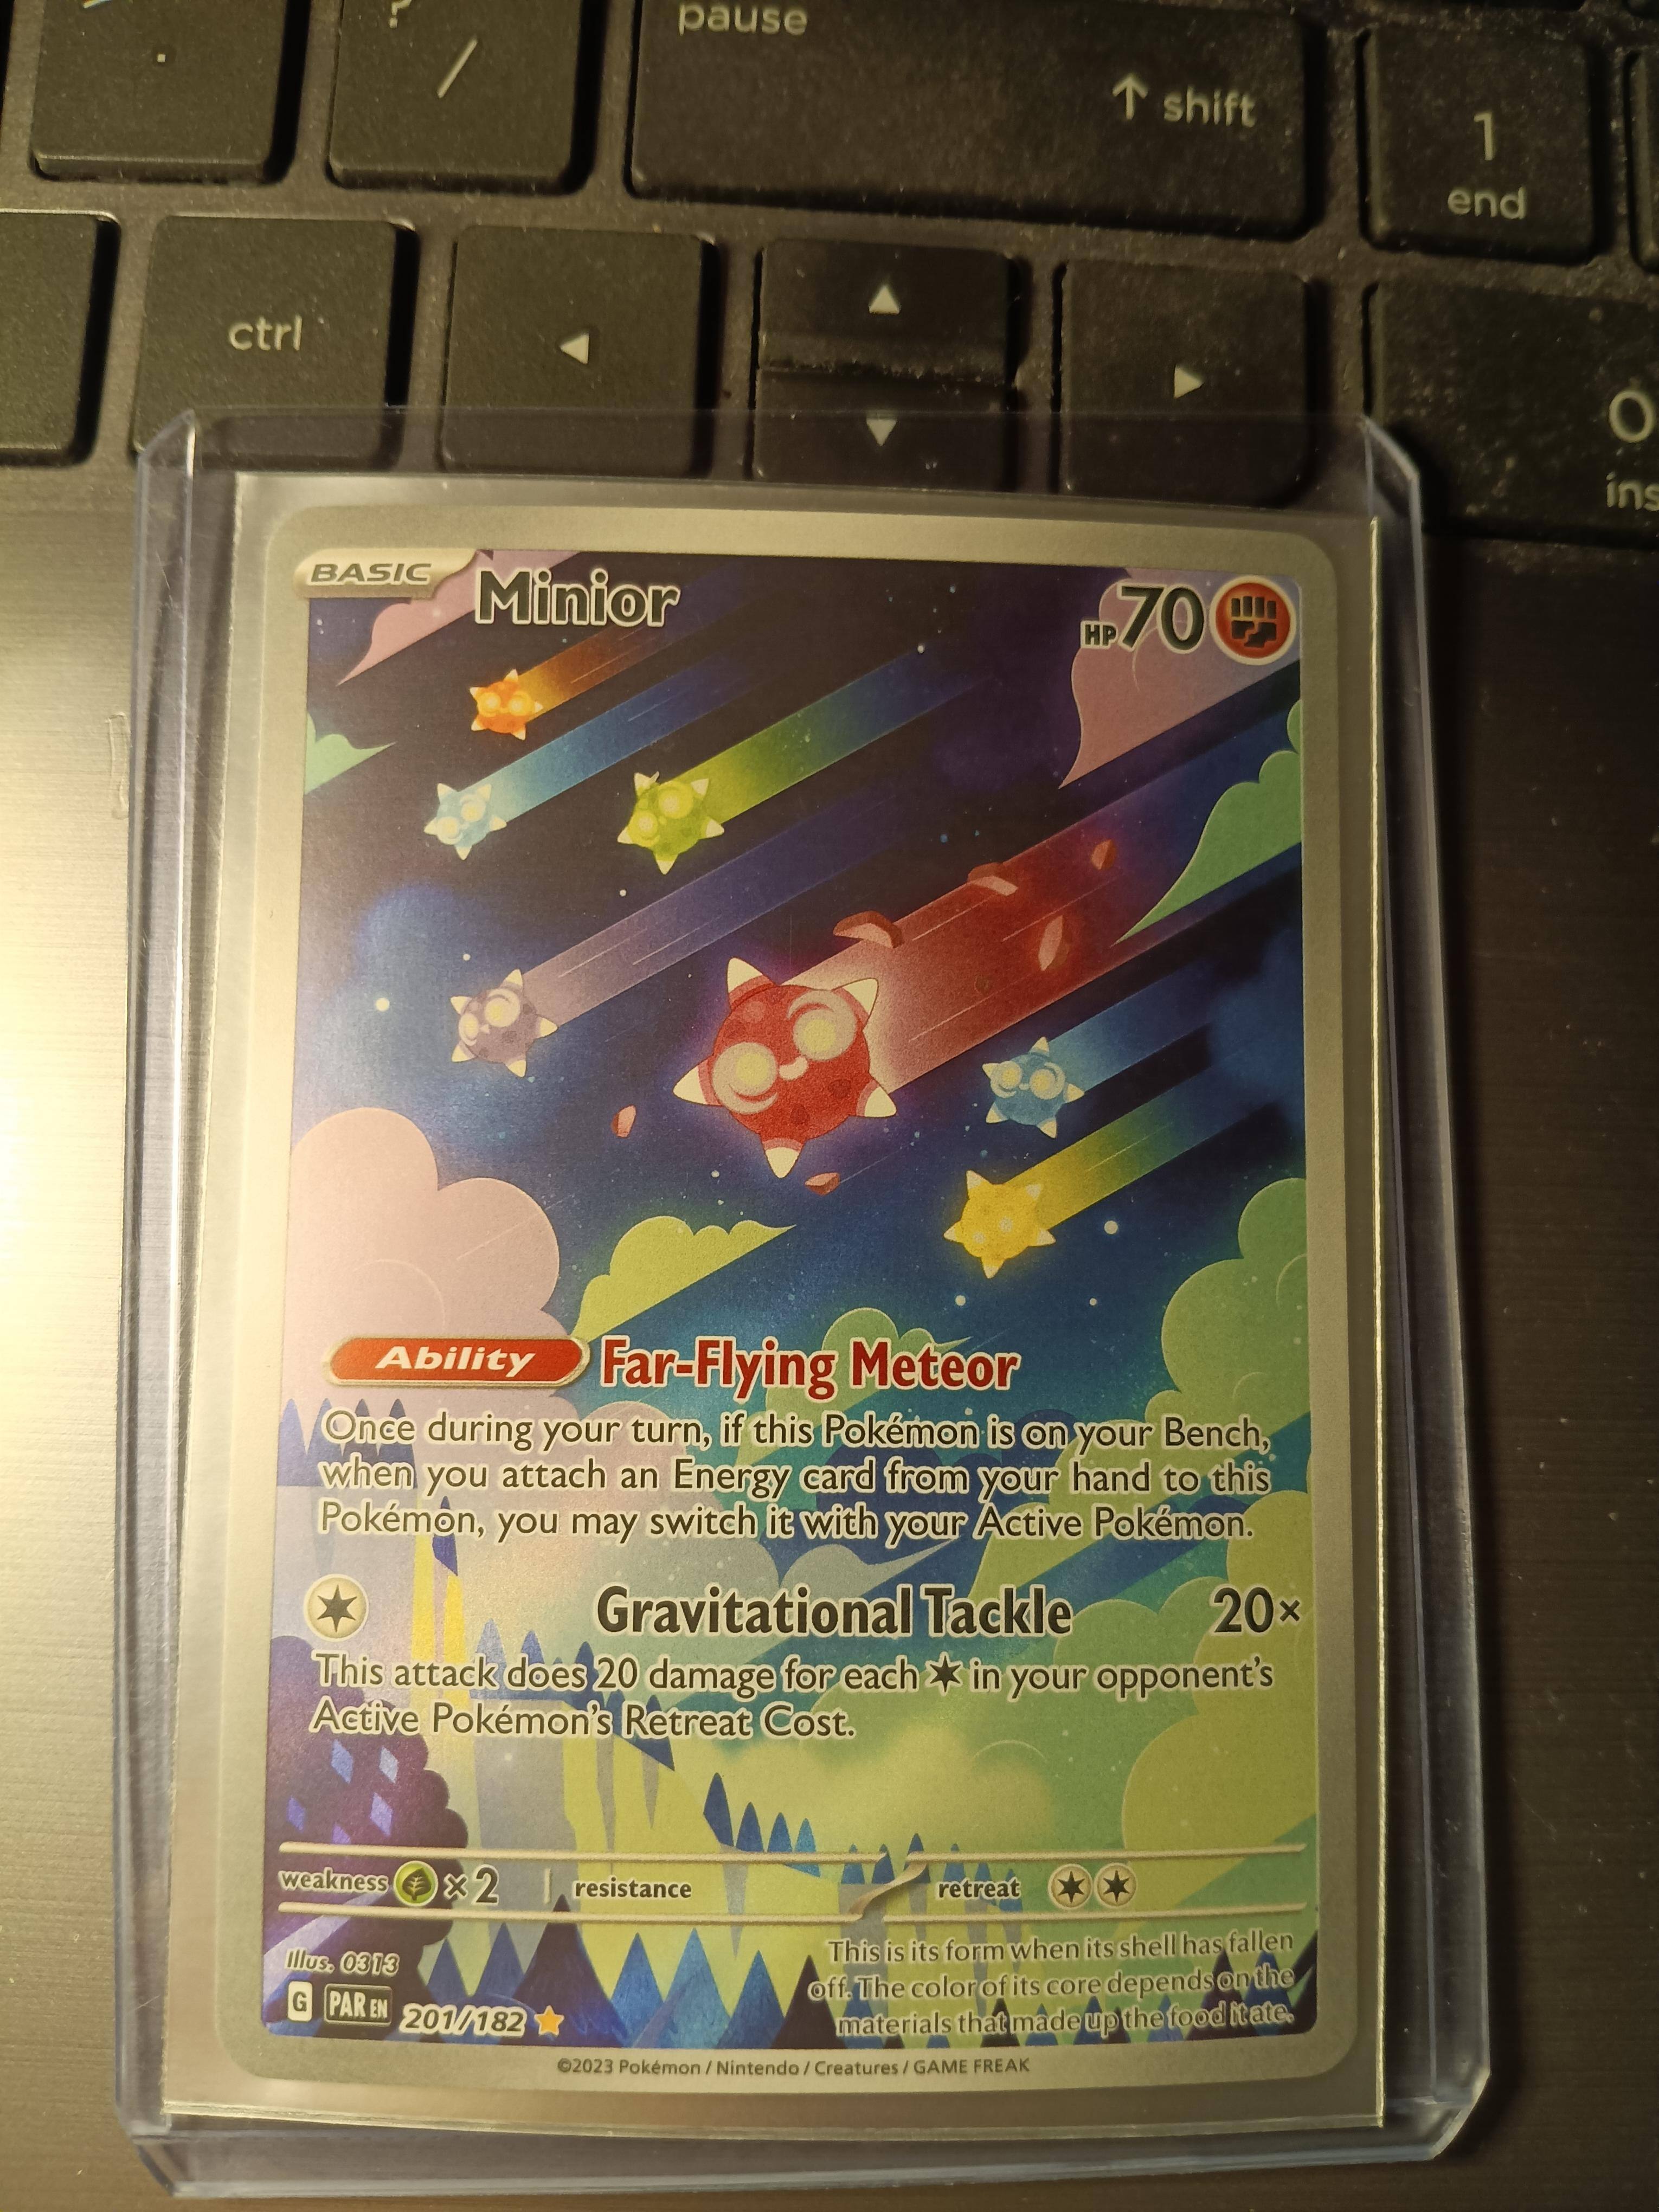 pause
?
.
/
↑ shift
1
end
ctrl
◄
▲
▼
►
0
ins
BASIC
Minior
HP 70
Ability Far-Flying Meteor
Once during your turn, if this Pokémon is on your Bench,
when you attach an Energy card from your hand to this
Pokémon, you may switch it with your Active Pokémon.
Gravitational Tackle 20×
This attack does 20 damage for each ✶ in your opponent's
Active Pokémon's Retreat Cost.
weakness ×2 resistance retreat
Illus. 0313
G PAR EN 201/182 ★
This is its form when its shell has fallen
off. The color of its core depends on the
materials that made up the food it ate.
©2023 Pokémon / Nintendo / Creatures / GAME FREAK